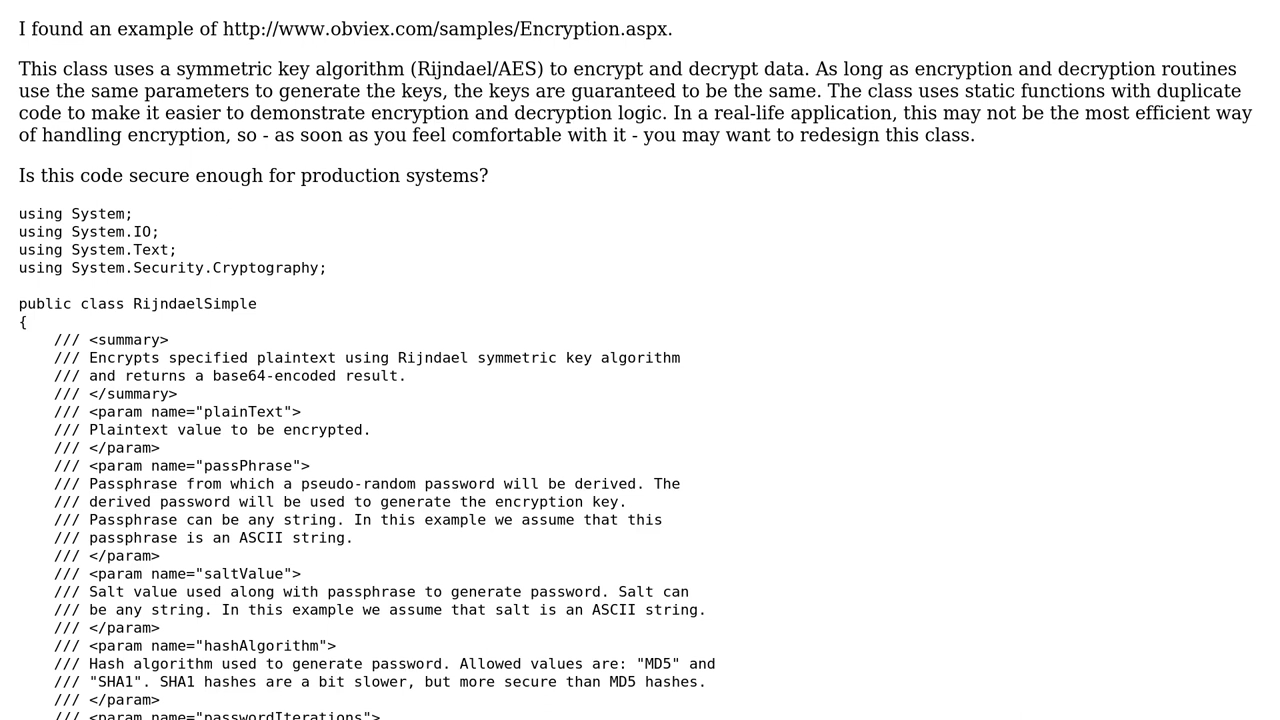 I found an example of http://www.obviex.com/samples/Encryption.aspx.
This class uses a symmetric key algorithm (Rijndael/AES) to encrypt and decrypt data. As long as encryption and decryption routines
use the same parameters to generate the keys, the keys are guaranteed to be the same. The class uses static functions with duplicate
code to make it easier to demonstrate encryption and decryption logic. In a real-life application, this may not be the most efficient way
of handling encryption, so - as soon as you feel comfortable with it - you may want to redesign this class.
Is this code secure enough for production systems?
using System;
using System.IO;
using System.Text;
using System.Security.Cryptography;
public class RijndaelSimple
{
    /// <summary>
    /// Encrypts specified plaintext using Rijndael symmetric key algorithm
    /// and returns a base64-encoded result.
    /// </summary>
    /// <param name="plainText">
    /// Plaintext value to be encrypted.
    /// </param>
    /// <param name="passPhrase">
    /// Passphrase from which a pseudo-random password will be derived. The
    /// derived password will be used to generate the encryption key.
    /// Passphrase can be any string. In this example we assume that this
    /// passphrase is an ASCII string.
    /// </param>
    /// <param name="saltValue">
    /// Salt value used along with passphrase to generate password. Salt can
    /// be any string. In this example we assume that salt is an ASCII string.
    /// </param>
    /// <param name="hashAlgorithm">
    /// Hash algorithm used to generate password. Allowed values are: "MD5" and
    /// "SHA1". SHA1 hashes are a bit slower, but more secure than MD5 hashes.
    /// </param>
    /// <param name="passwordIterations">